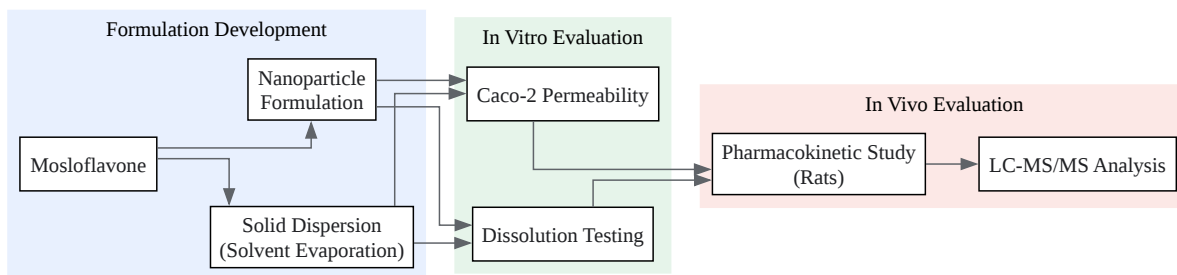 Formulation Development
Mosloflavone
Nanoparticle
Formulation
Solid Dispersion
(Solvent Evaporation)
In Vitro Evaluation
Caco-2 Permeability
Dissolution Testing
In Vivo Evaluation
Pharmacokinetic Study
(Rats)
LC-MS/MS Analysis